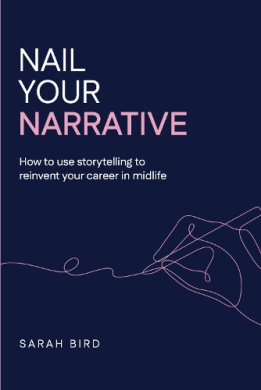 NAIL
YOUR
NARRATIVE
How to use storytelling to
reinvent your career in midlife
SARAH BIRD